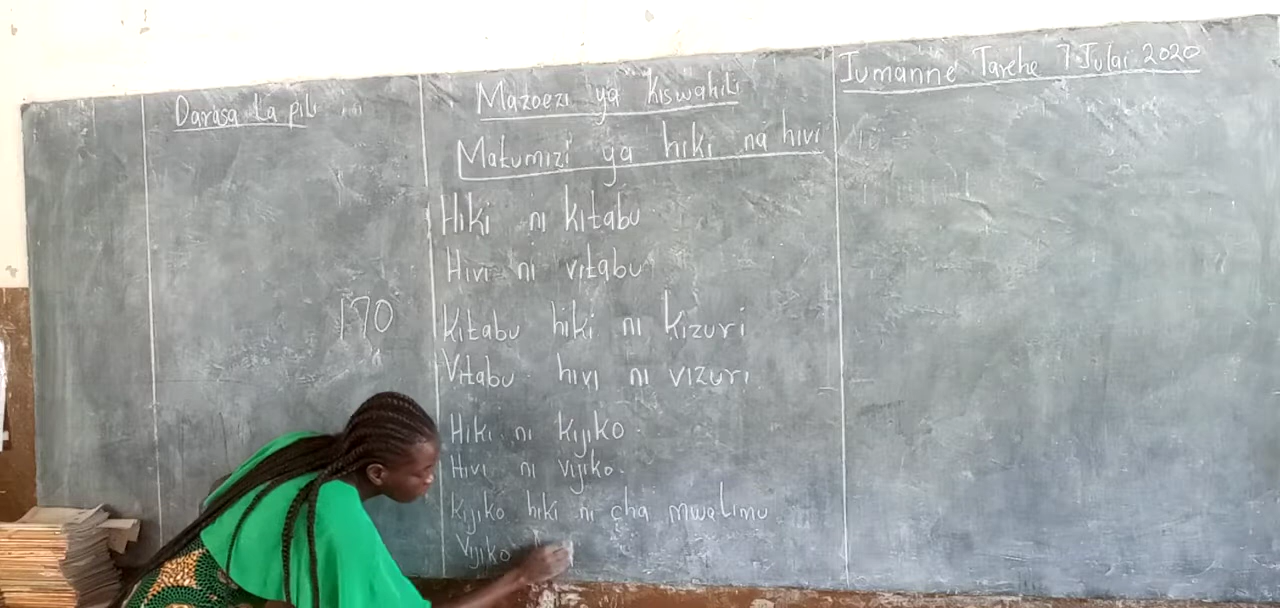 Darasa La pili
170
Mazoezi ya Kiswahili
Matumizi ya hiki na hivi
Hiki ni kitabu
Hivi ni vitabu
Kitabu hiki ni kizuri
Vitabu hivi ni vizuri
Hiki ni kijiko
Hivi ni vijiko.
Kijiko hiki ni cha mwalimu
Vijiko
Jumanne Tarehe 7 Julai 2020